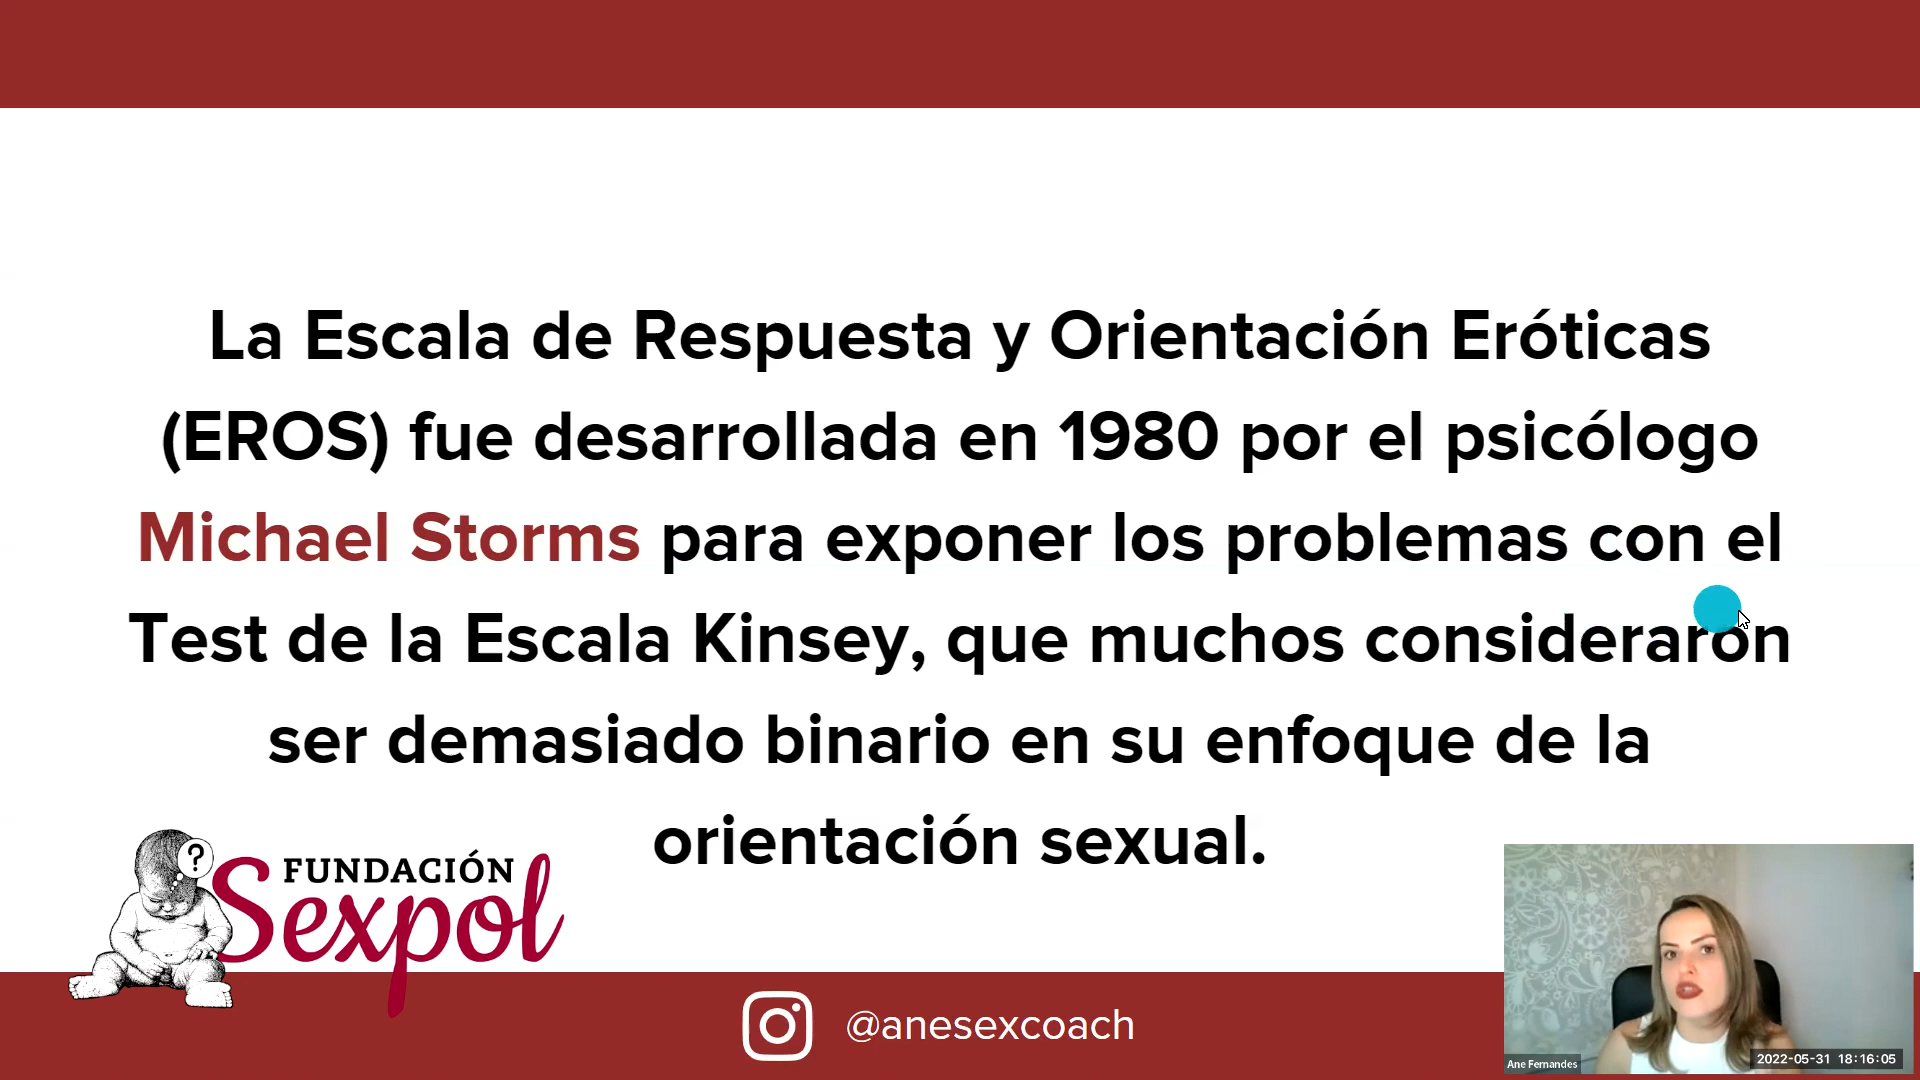 La Escala de Respuesta y Orientación Eróticas
(EROS) fue desarrollada en 1980 por el psicólogo
Michael Storms para exponer los problemas con el
Test de la Escala Kinsey, que muchos consideraron
ser demasiado binario en su enfoque de la
orientación sexual.
?
FUNDACIÓN
Sexpol
@anesexcoach
Ane Fernandes
2022-05-31 18:16:05